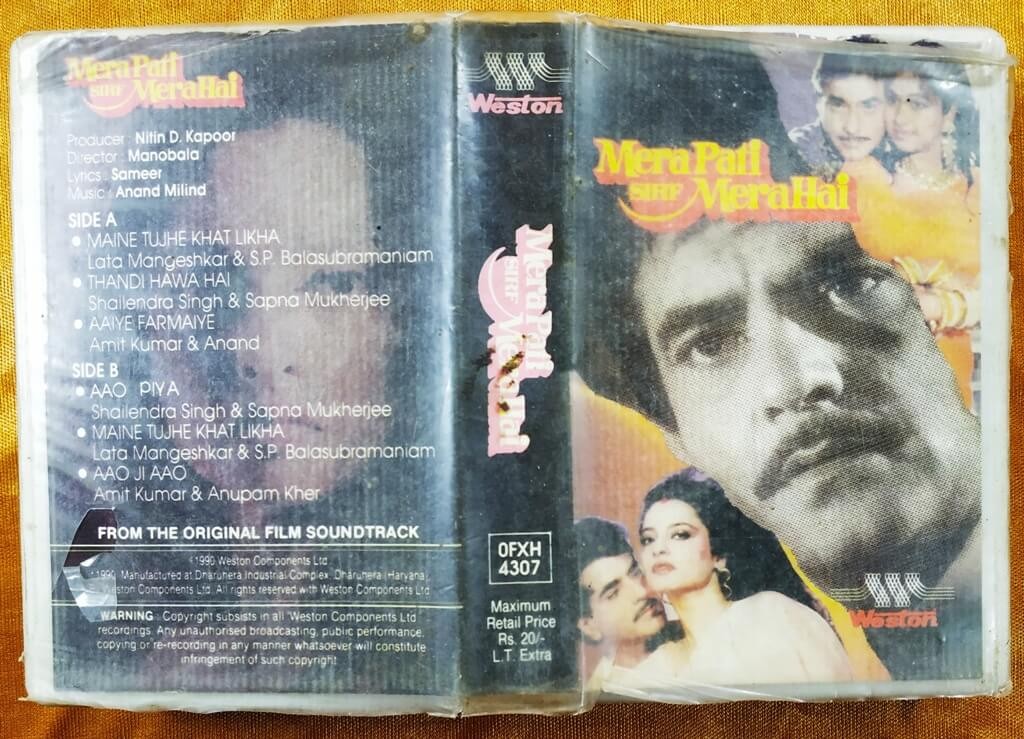 Mera Pati
SIRF Mera Hai
Producer : Nitin D. Kapoor
Director : Manobala
Lyrics : Sameer
Music : Anand Milind
SIDE A
• MAINE TUJHE KHAT LIKHA
Lata Mangeshkar & S.P. Balasubramaniam
• THANDI HAWA HAI
Shailendra Singh & Sapna Mukherjee
• AAIYE FARMAIYE
Amit Kumar & Anand
SIDE B
• AAO PIYA
Shailendra Singh & Sapna Mukherjee
• MAINE TUJHE KHAT LIKHA
Lata Mangeshkar & S.P. Balasubramaniam
• AAO JI AAO
Amit Kumar & Anupam Kher
FROM THE ORIGINAL FILM SOUNDTRACK
1990 Weston Components Ltd.
1990 Manufactured at Dharuhera Industrial Complex, Dharuhera (Haryana)
Weston Components Ltd. All rights reserved with Weston Components Ltd.
WARNING : Copyright subsists in all Weston Components Ltd
recordings. Any unauthorised broadcasting, public performance,
copying or re-recording in any manner whatsoever will constitute
infringement of such copyright
Weston
Mera Pati
SIRF Mera Hai
OFXH
4307
Maximum
Retail Price
Rs. 20/-
L.T. Extra
Mera Pati
SIRF Mera Hai
Weston